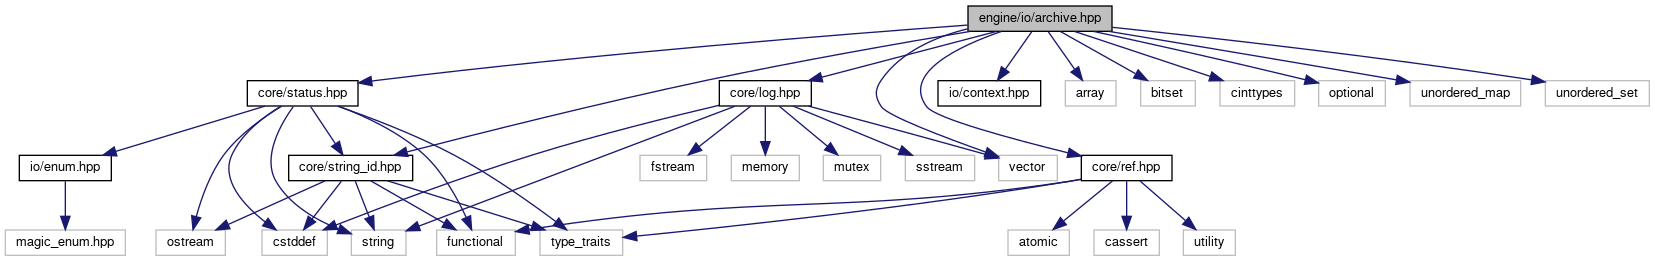 engine/io/archive.hpp
core/status.hpp
core/log.hpp
io/context.hpp
array
bitset
cinttypes
optional
unordered_map
unordered_set
io/enum.hpp
core/string_id.hpp
fstream
memory
mutex
sstream
vector
core/ref.hpp
magic_enum.hpp
ostream
cstddef
string
functional
type_traits
atomic
cassert
utility